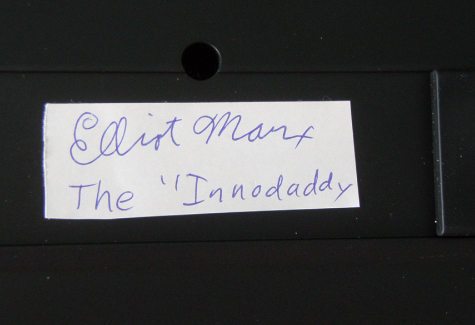 Elliot Marx
The "Innodaddy